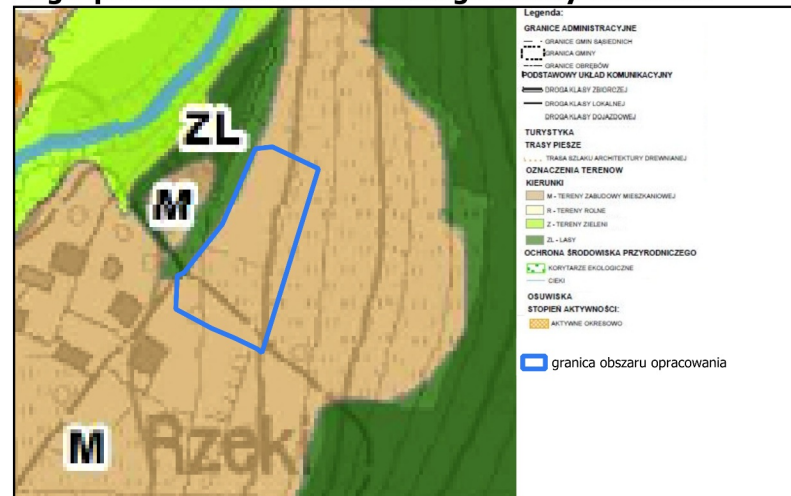 ZL
M
M
Rzeki
Legenda:
GRANICE ADMINISTRACYJNE
GRANICE GMIN SĄSIEDNICH
GRANICA GMINY
GRANICE OBRĘBÓW
PODSTAWOWY UKŁAD KOMUNIKACYJNY
DROGA KLASY ZBIORCZEJ
DROGA KLASY LOKALNEJ
DROGA KLASY DOJAZDOWEJ
TURYSTYKA
TRASY PIESZE
TRASA SZLAKU ARCHITEKTURY DREWNIANEJ
OZNACZENIA TERENOW
KIERUNKI
M - TERENY ZABUDOWY MIESZKANIOWEJ
R - TERENY ROLNE
Z - TERENY ZIELENI
ZL - LASY
OCHRONA ŚRODOWISKA PRZYRODNICZEGO
KORYTARZE EKOLOGICZNE
CIEKI
OSUWISKA
STOPIEŃ AKTYWNOŚCI:
AKTYWNE OKRESOWO
granica obszaru opracowania